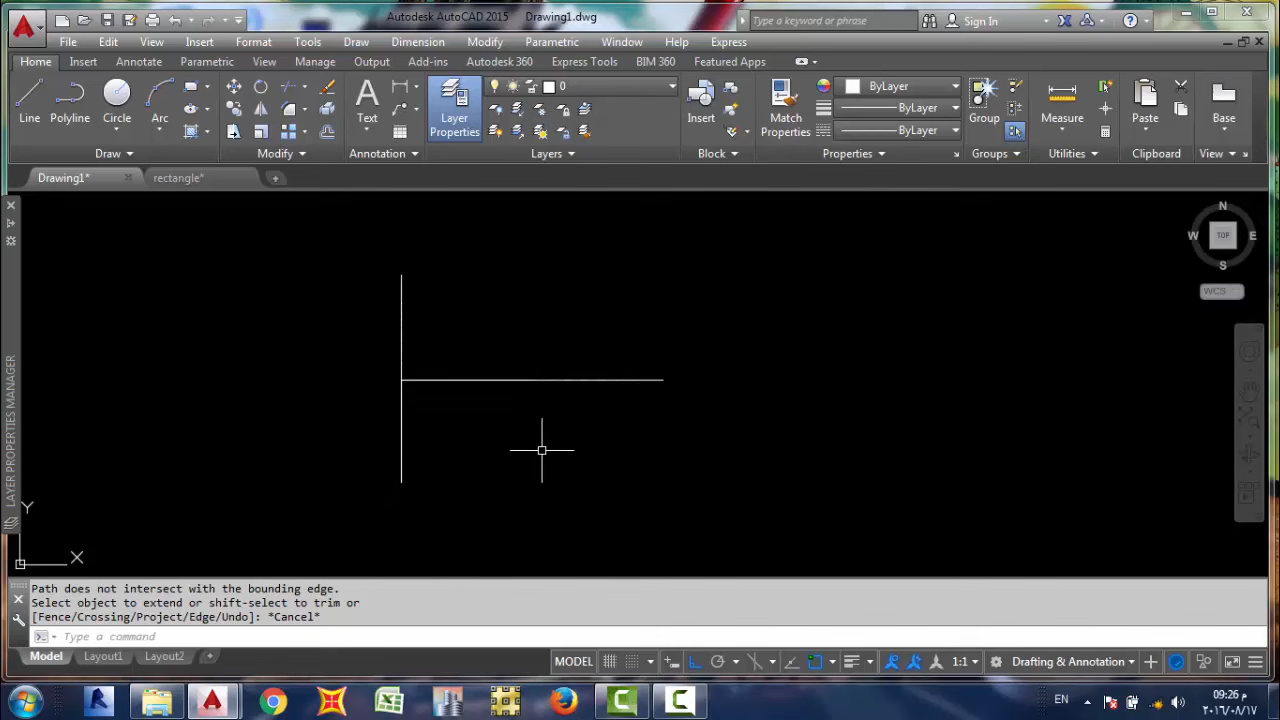 Autodesk AutoCAD 2015 Drawing1.dwg
Type a keyword or phrase
Sign In
File Edit View Insert Format Tools Draw Dimension Modify Parametric Window Help Express
Home Insert Annotate Parametric View Manage Output Add-ins Autodesk 360 Express Tools BIM 360 Featured Apps
Line Polyline Circle Arc
Text
Layer Properties
0
Insert
Match Properties
ByLayer
ByLayer
ByLayer
Group
Measure
Paste
Base
Draw Modify Annotation Layers Block Properties Groups Utilities Clipboard View
Drawing1* rectangle*
N
W TOP E
S
WCS
LAYER PROPERTIES MANAGER
Y
X
Path does not intersect with the bounding edge.
Select object to extend or shift-select to trim or
[Fence/Crossing/Project/Edge/Undo]: *Cancel*
Type a command
Model Layout1 Layout2
MODEL 1:1 Drafting & Annotation
EN
09:26 م
٢٠١٦/٠٨/١٧